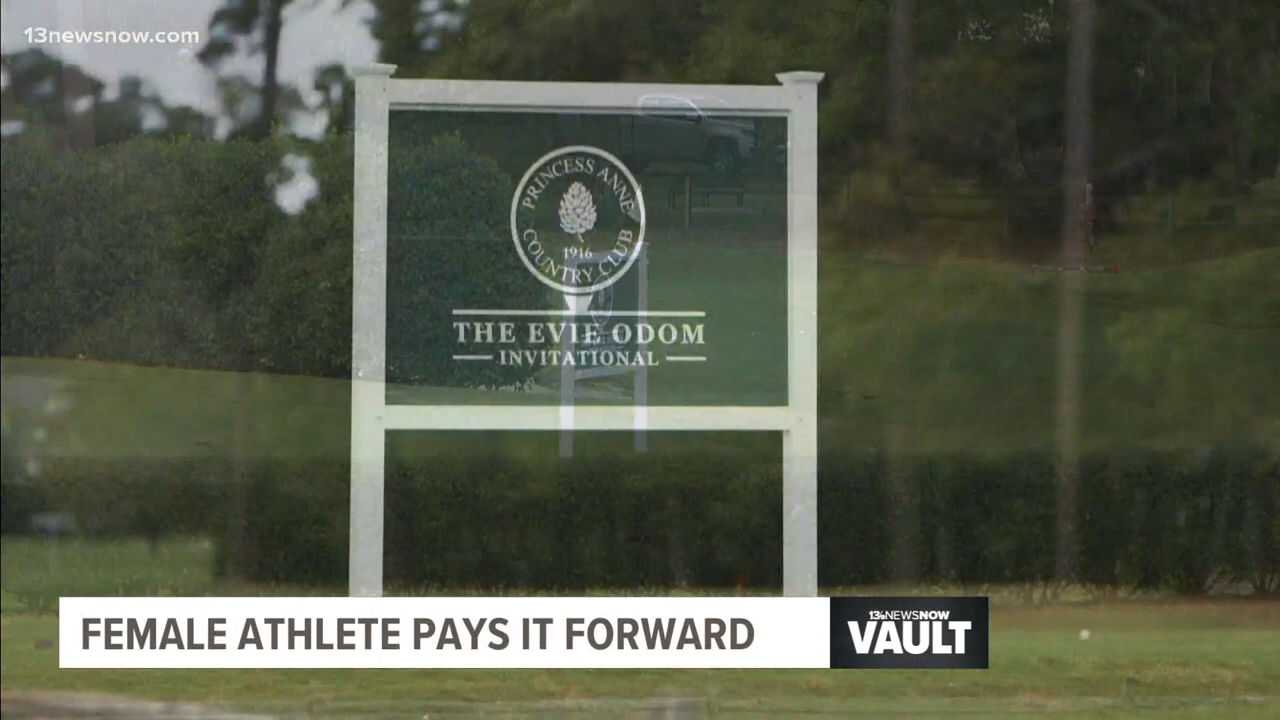 13newsnow.com
PRINCESS ANNE
1916
COUNTRY CLUB
THE EVIE ODOM
INVITATIONAL
FEMALE ATHLETE PAYS IT FORWARD
13NEWSNOW
VAULT